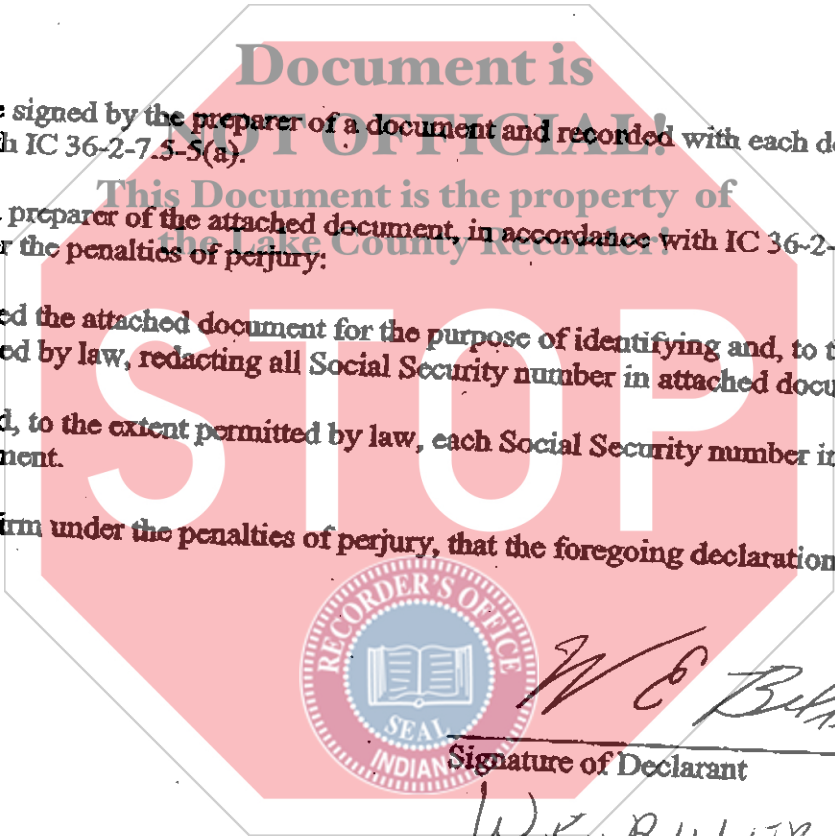 Document is
e signed by the preparer of a document and recorded with each d
h IC 36-2-7.5-5(a).
NOT OFFICIAL!
This Document is the property of
the Lake County Recorder!
preparer of the attached document, in accordance with IC 36-2-
r the penalties of perjury:
ed the attached document for the purpose of identifying and, to t
ed by law, redacting all Social Security number in attached docu
d, to the extent permitted by law, each Social Security number in
ment.
STOP
irm under the penalties of perjury, that the foregoing declaration
RECORDER'S OFFICE
SEAL
INDIANA
W E
Signature of Declarant